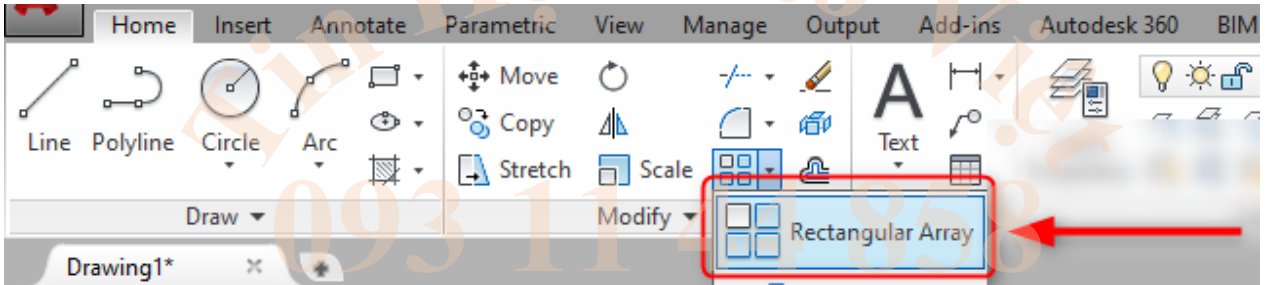 Home Insert Annotate Parametric View Manage Output Add-ins Autodesk 360 BIM
Move
Copy
Line Polyline Circle Arc Text
Stretch Scale
Draw Modify
Rectangular Array
Drawing1*